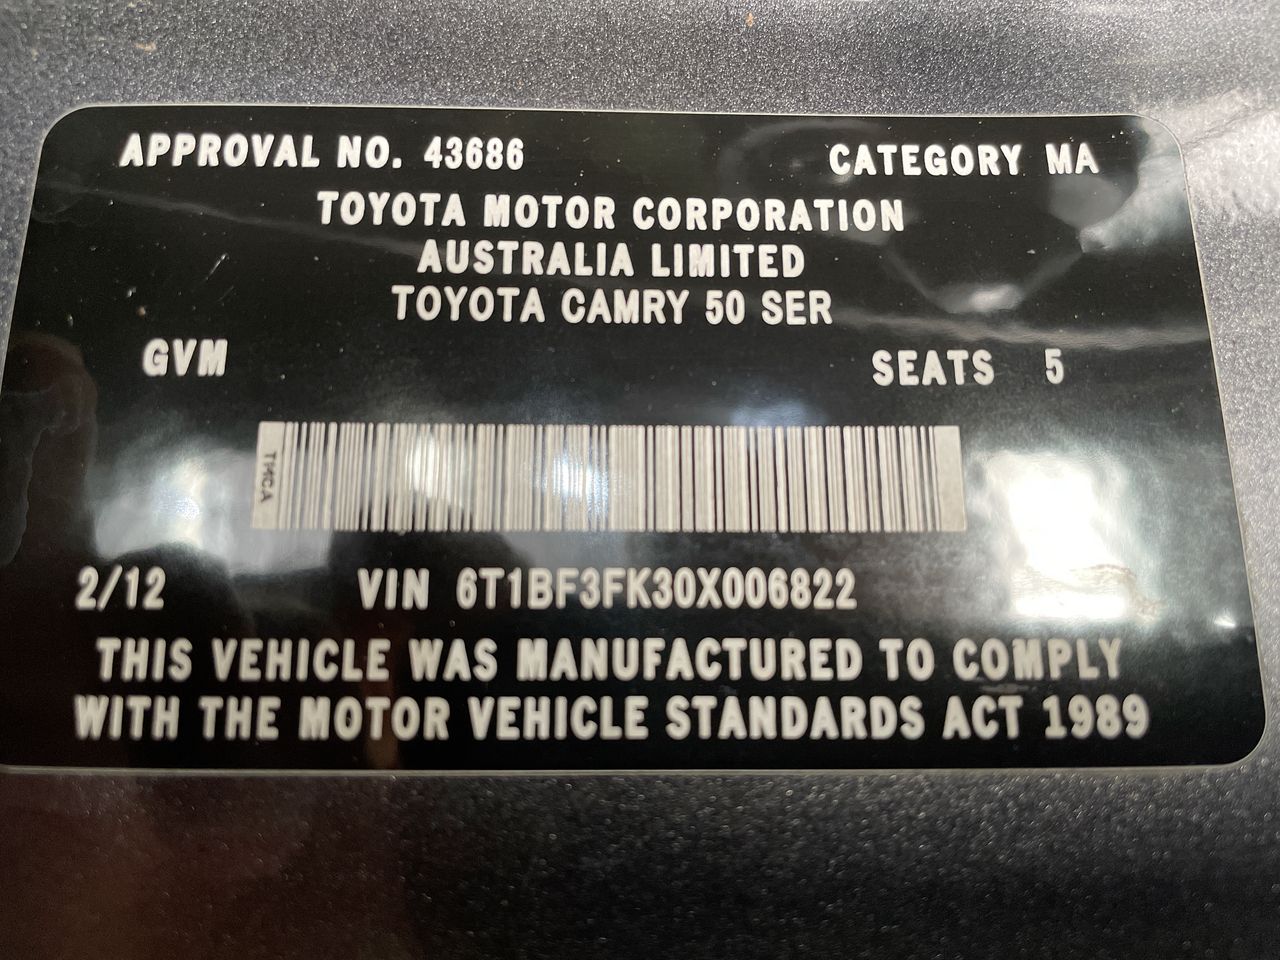 APPROVAL NO. 43686 CATEGORY MA
TOYOTA MOTOR CORPORATION
AUSTRALIA LIMITED
TOYOTA CAMRY 50 SER
GVM SEATS 5
TMCA
2/12 VIN 6T1BF3FK30X006822
THIS VEHICLE WAS MANUFACTURED TO COMPLY
WITH THE MOTOR VEHICLE STANDARDS ACT 1989